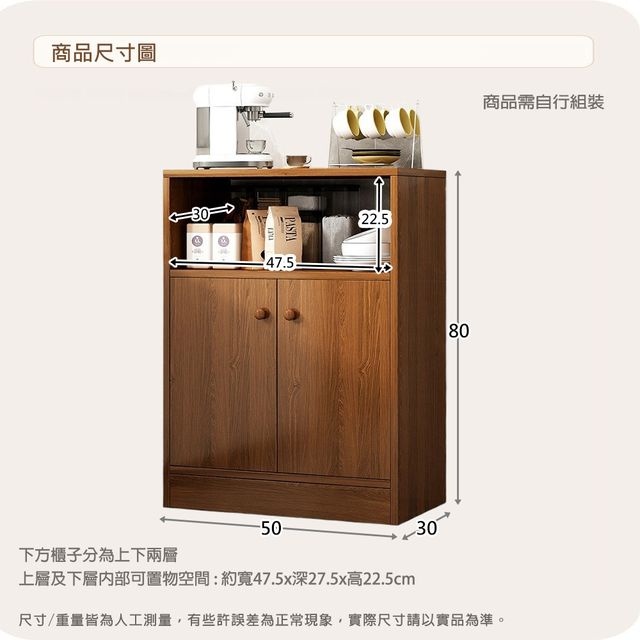 商品尺寸圖
商品需自行組裝
30
22.5
47.5
PASTA
80
50
30
下方櫃子分為上下兩層
上層及下層內部可置物空間 : 約寬47.5x深27.5x高22.5cm
尺寸/重量皆為人工測量，有些許誤差為正常現象，實際尺寸請以實品為準。